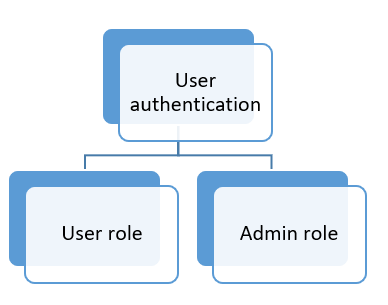 User
authentication
User role
Admin role